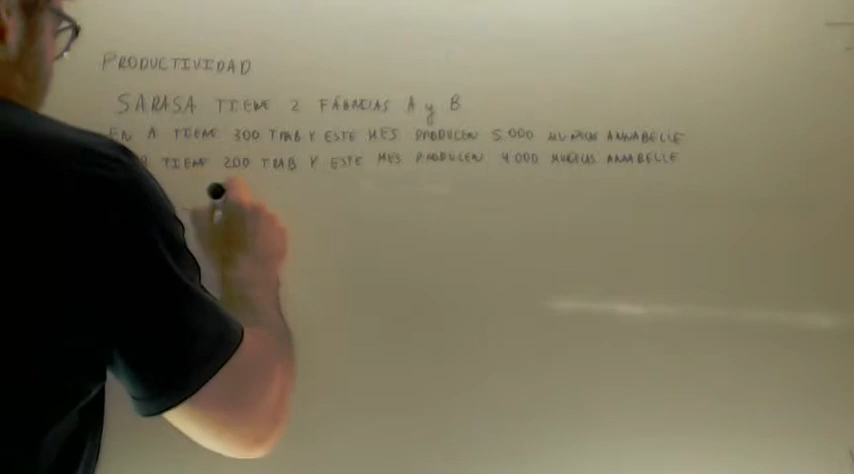 PRODUCTIVIDAD
SARASA TIENE 2 FÁBRICAS A y B
EN A TIENE 300 TRAB Y ESTE MES PRODUCEN 5.000 MUÑECAS ANNABELLE
B TIENE 200 TRAB Y ESTE MES PRODUCEN 4.000 MUÑECAS ANNABELLE